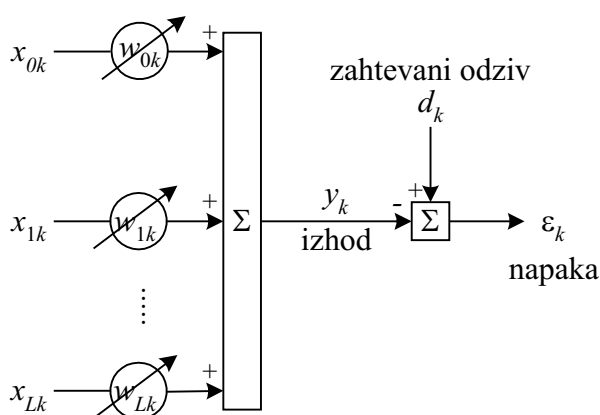 x0k w0k +
zahtevani odziv
dk
x1k w1k + Σ yk - + Σ εk
izhod
napaka
......
xLk wLk +